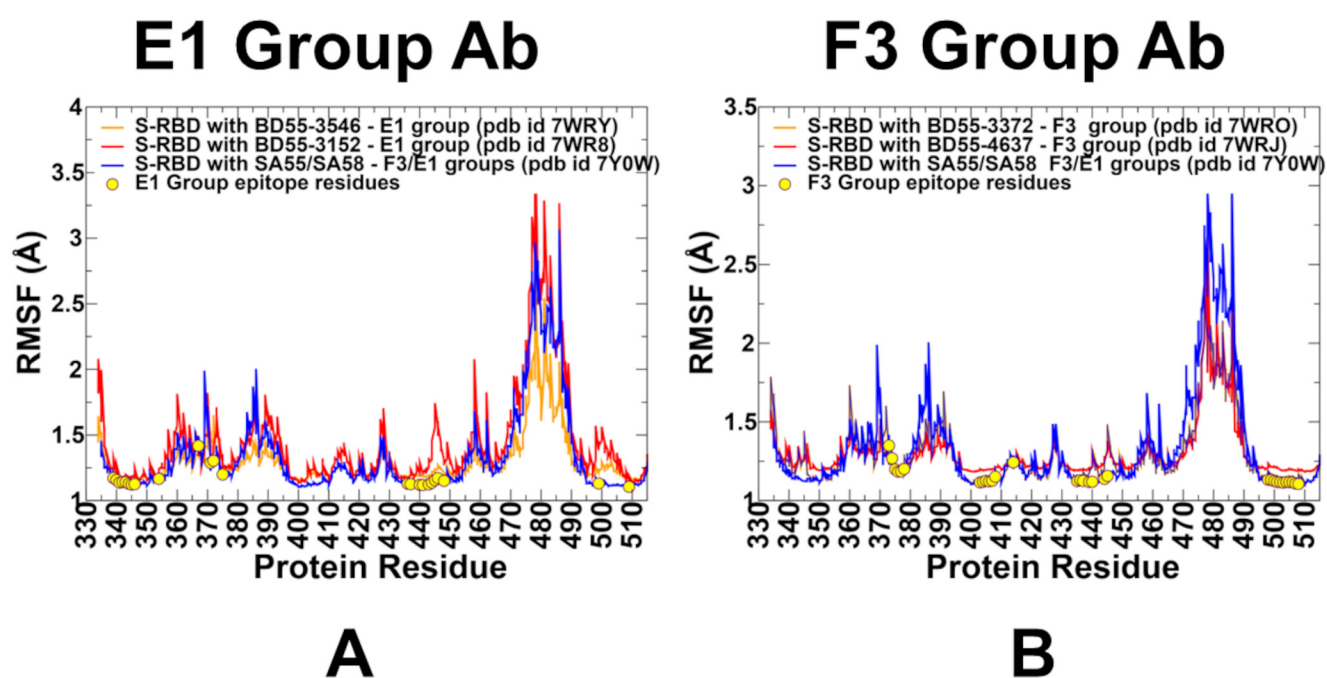 E1 Group Ab
4
3.5
3
2.5
2
1.5
1
RMSF (Å)
S-RBD with BD55-3546 - E1 group (pdb id 7WRY)
S-RBD with BD55-3152 - E1 group (pdb id 7WR8)
S-RBD with SA55/SA58 - F3/E1 groups (pdb id 7Y0W)
E1 Group epitope residues
330 340 350 360 370 380 390 400 410 420 430 440 450 460 470 480 490 500 510
Protein Residue
A
F3 Group Ab
3.5
3
2.5
2
1.5
1
RMSF (Å)
S-RBD with BD55-3372 - F3 group (pdb id 7WRO)
S-RBD with BD55-4637 - F3 group (pdb id 7WRJ)
S-RBD with SA55/SA58 F3/E1 groups (pdb id 7Y0W)
F3 Group epitope residues
330 340 350 360 370 380 390 400 410 420 430 440 450 460 470 480 490 500 510
Protein Residue
B